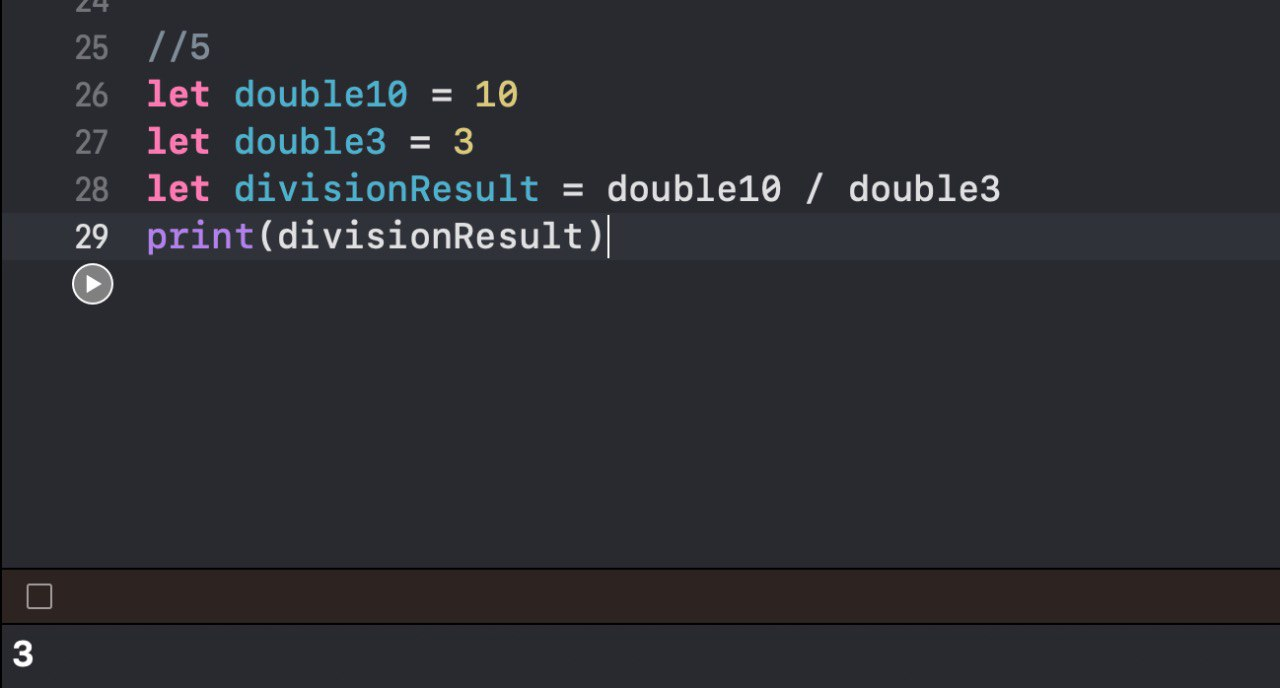 24
25 //5
26 let double10 = 10
27 let double3 = 3
28 let divisionResult = double10 / double3
29 print(divisionResult)
3